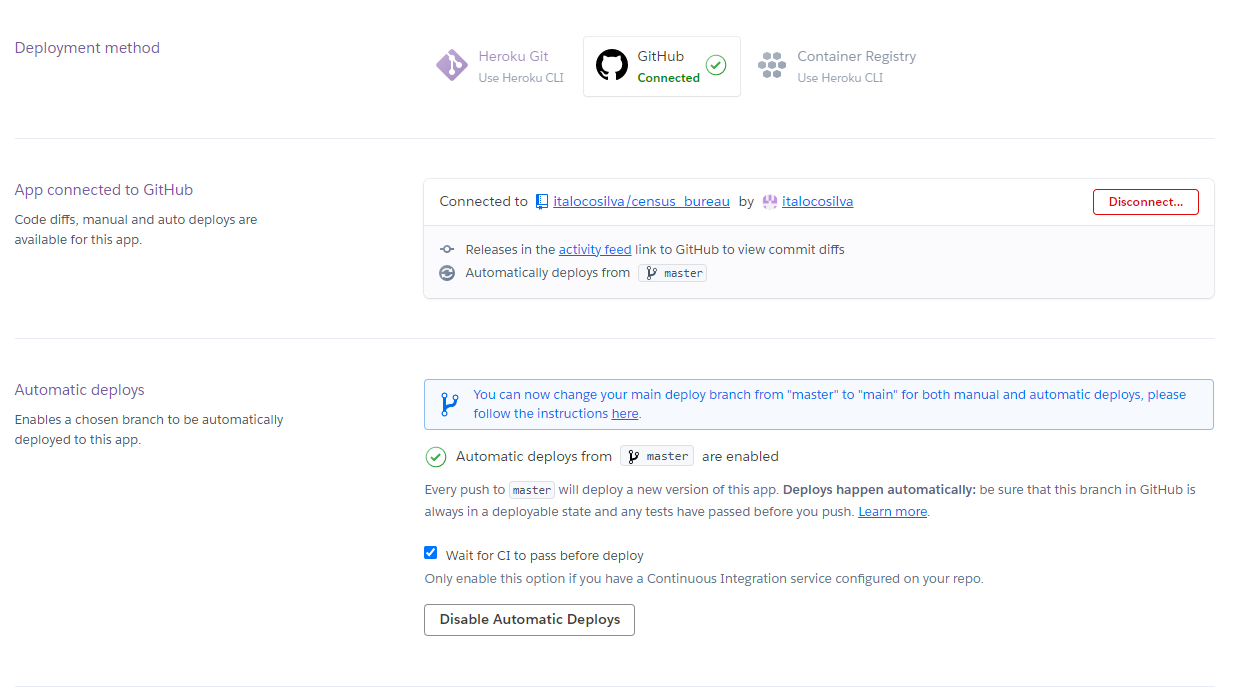 Deployment method
Heroku Git
Use Heroku CLI
GitHub
Connected
Container Registry
Use Heroku CLI
App connected to GitHub
Code diffs, manual and auto deploys are
available for this app.
Connected to italocosilva/census_bureau by italocosilva
Disconnect...
Releases in the activity feed link to GitHub to view commit diffs
Automatically deploys from master
Automatic deploys
Enables a chosen branch to be automatically
deployed to this app.
You can now change your main deploy branch from "master" to "main" for both manual and automatic deploys, please
follow the instructions here.
Automatic deploys from master are enabled
Every push to master will deploy a new version of this app. Deploys happen automatically: be sure that this branch in GitHub is
always in a deployable state and any tests have passed before you push. Learn more.
Wait for CI to pass before deploy
Only enable this option if you have a Continuous Integration service configured on your repo.
Disable Automatic Deploys